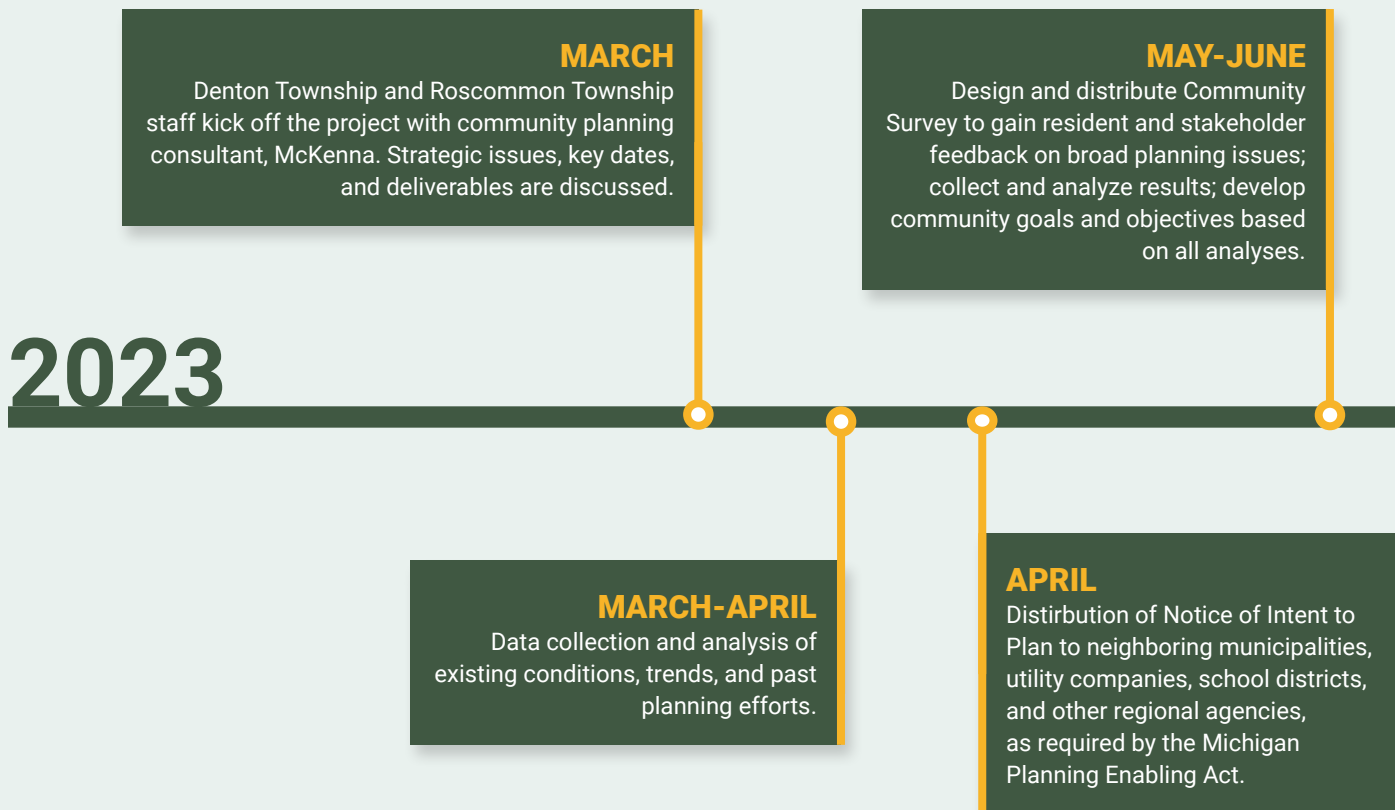 2023
MARCH
Denton Township and Roscommon Township
staff kick off the project with community planning
consultant, McKenna. Strategic issues, key dates,
and deliverables are discussed.
MARCH-APRIL
Data collection and analysis of
existing conditions, trends, and past
planning efforts.
APRIL
Distirbution of Notice of Intent to
Plan to neighboring municipalities,
utility companies, school districts,
and other regional agencies,
as required by the Michigan
Planning Enabling Act.
MAY-JUNE
Design and distribute Community
Survey to gain resident and stakeholder
feedback on broad planning issues;
collect and analyze results; develop
community goals and objectives based
on all analyses.